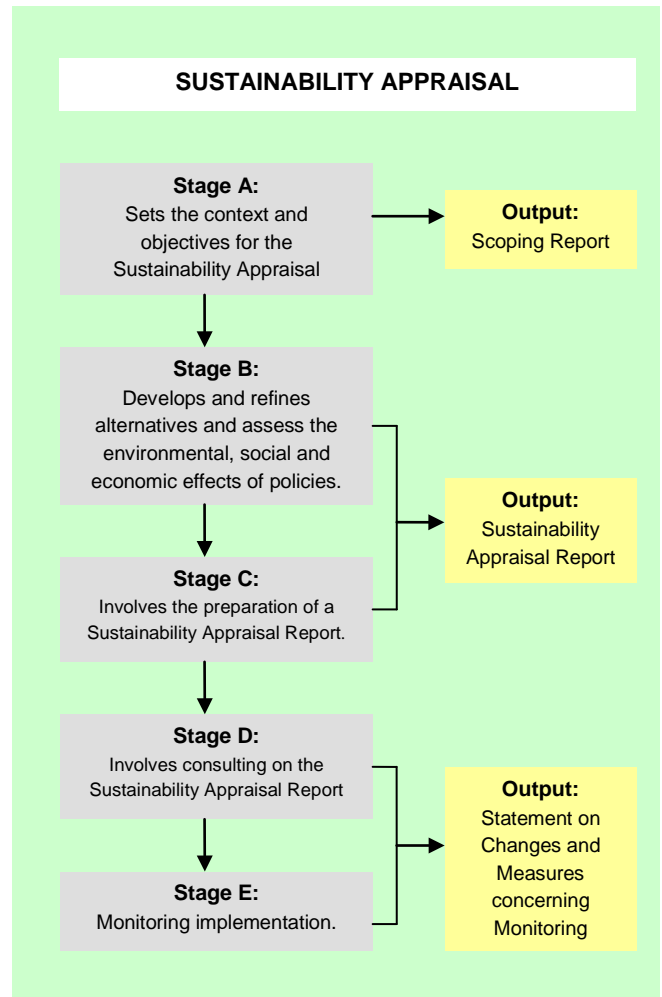 SUSTAINABILITY APPRAISAL
Stage A:
Sets the context and
objectives for the
Sustainability Appraisal
Output:
Scoping Report
Stage B:
Develops and refines
alternatives and assess the
environmental, social and
economic effects of policies.
Output:
Sustainability
Appraisal Report
Stage C:
Involves the preparation of a
Sustainability Appraisal Report.
Stage D:
Involves consulting on the
Sustainability Appraisal Report
Output:
Statement on
Changes and
Measures
concerning
Monitoring
Stage E:
Monitoring implementation.